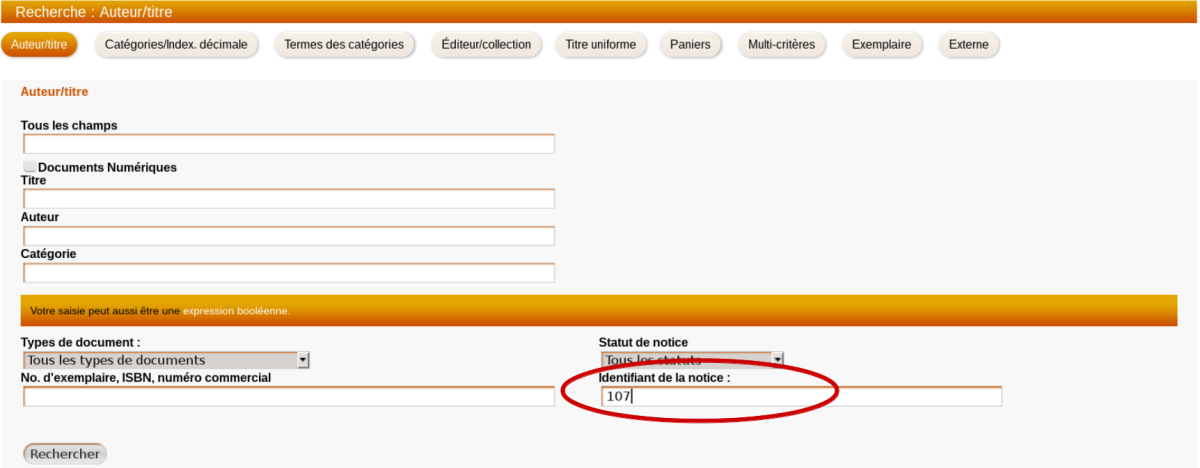 Recherche : Auteur/titre
Auteur/titre Catégories/Index. décimale Termes des catégories Éditeur/collection Titre uniforme Paniers Multi-critères Exemplaire Externe
Auteur/titre
Tous les champs
Documents Numériques
Titre
Auteur
Catégorie
Votre saisie peut aussi être une expression booléenne.
Types de document : Statut de notice
Tous les types de documents Tous les statuts
No. d'exemplaire, ISBN, numéro commercial Identifiant de la notice :
107
Rechercher